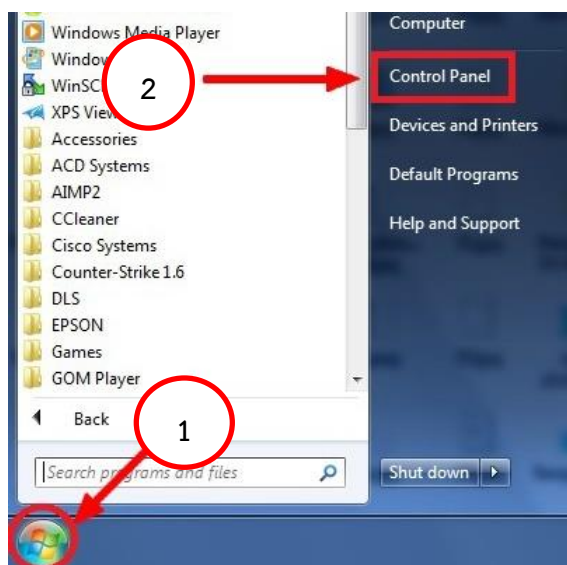 Windows Media Player
Window
WinSC
XPS View
Accessories
ACD Systems
AIMP2
CCleaner
Cisco Systems
Counter-Strike 1.6
DLS
EPSON
Games
GOM Player
Back
Search programs and files
Computer
Control Panel
Devices and Printers
Default Programs
Help and Support
Shut down
2
1